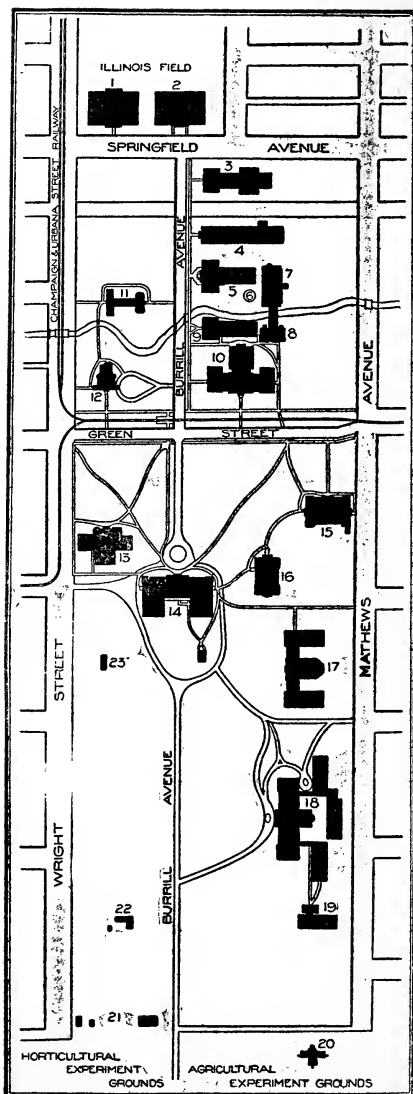 ILLINOIS FIELD
1
2
SPRINGFIELD AVENUE
CHAMPAIGN & URBANA STREET RAILWAY
3
AVENUE
4
7
5
6
11
9
8
10
BURRILL
AVENUE
12
GREEN STREET
15
13
16
14
23
17
STREET
MATHEWS
AVENUE
18
WRIGHT
BURRILL
19
22
21
20
HORTICULTURAL
EXPERIMENT
GROUNDS
AGRICULTURAL
EXPERIMENT GROUNDS